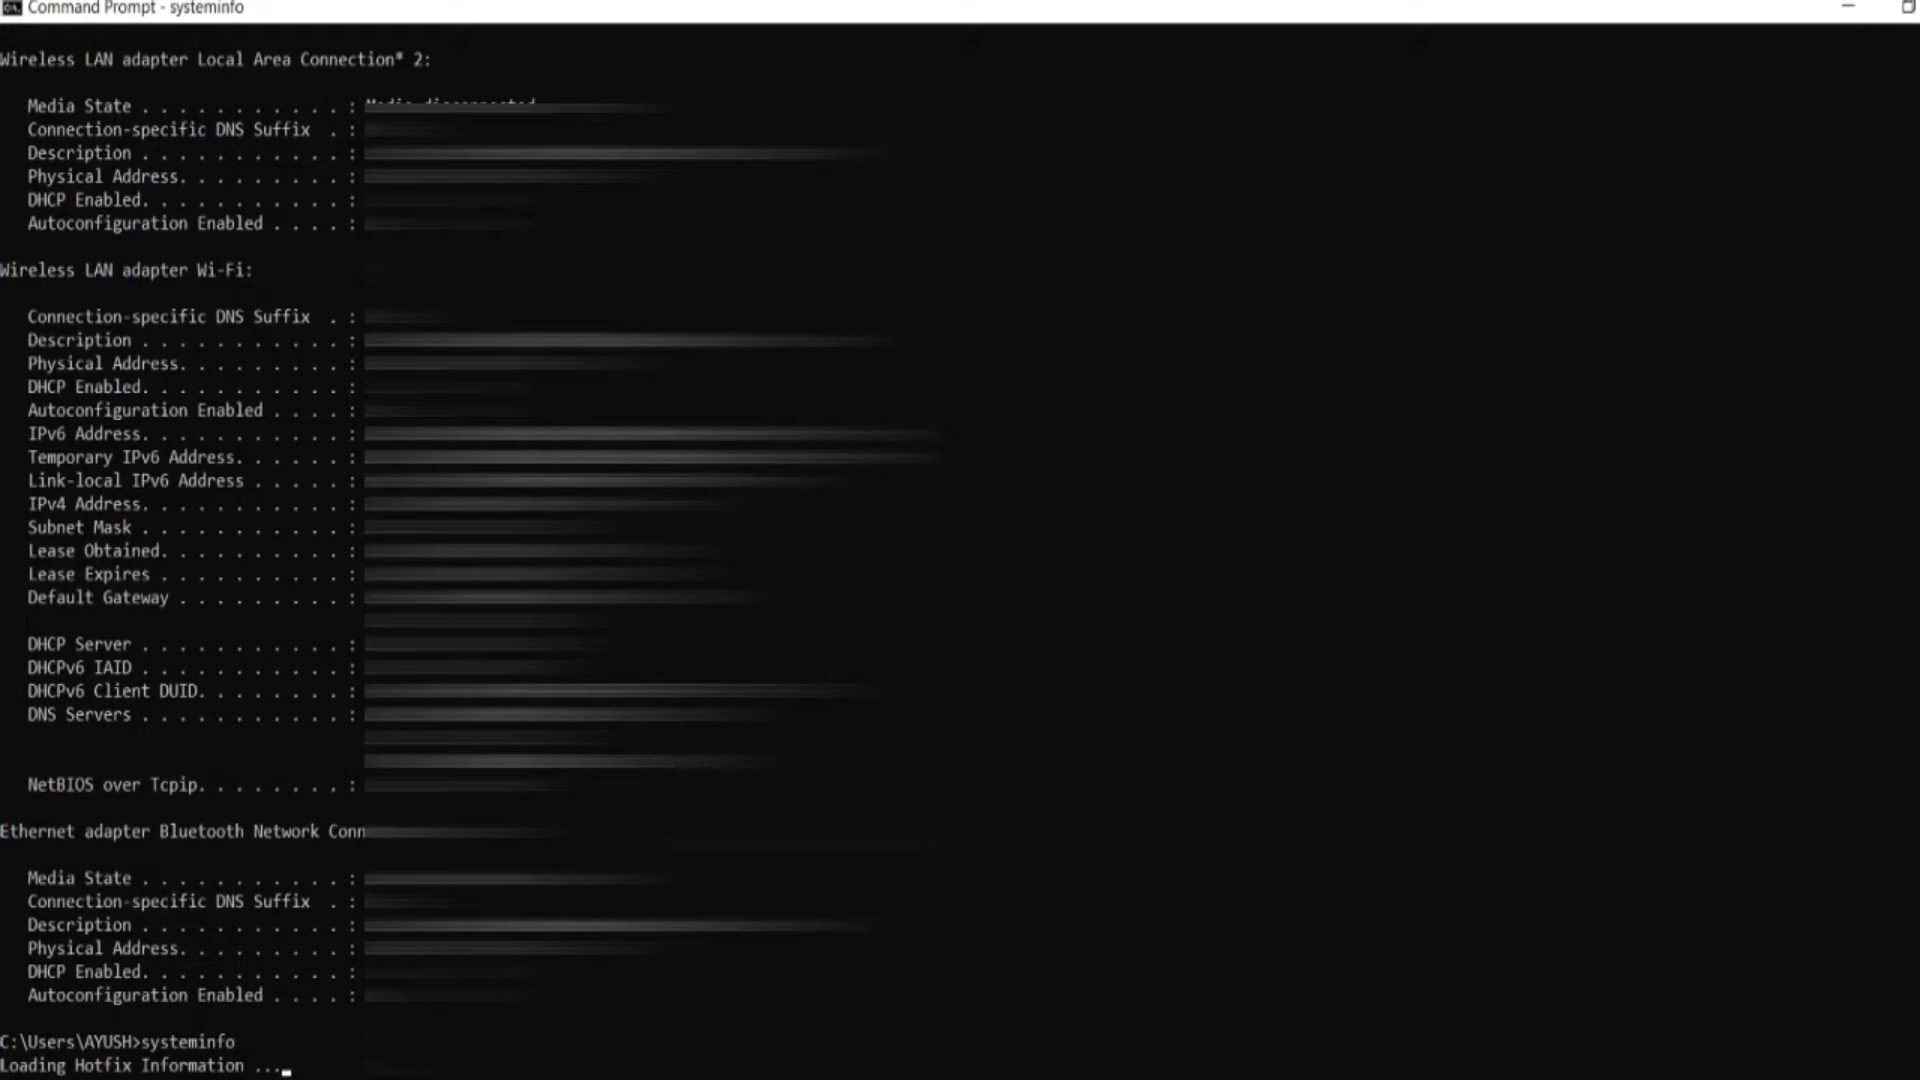 Command Prompt - systeminfo
Wireless LAN adapter Local Area Connection* 2:
Media State . . . . . . . . . . . :
Connection-specific DNS Suffix  . :
Description . . . . . . . . . . . :
Physical Address. . . . . . . . . :
DHCP Enabled. . . . . . . . . . . :
Autoconfiguration Enabled . . . . :
Wireless LAN adapter Wi-Fi:
Connection-specific DNS Suffix  . :
Description . . . . . . . . . . . :
Physical Address. . . . . . . . . :
DHCP Enabled. . . . . . . . . . . :
Autoconfiguration Enabled . . . . :
IPv6 Address. . . . . . . . . . . :
Temporary IPv6 Address. . . . . . :
Link-local IPv6 Address . . . . . :
IPv4 Address. . . . . . . . . . . :
Subnet Mask . . . . . . . . . . . :
Lease Obtained. . . . . . . . . . :
Lease Expires . . . . . . . . . . :
Default Gateway . . . . . . . . . :
DHCP Server . . . . . . . . . . . :
DHCPv6 IAID . . . . . . . . . . . :
DHCPv6 Client DUID. . . . . . . . :
DNS Servers . . . . . . . . . . . :
NetBIOS over Tcpip. . . . . . . . :
Ethernet adapter Bluetooth Network Conn
Media State . . . . . . . . . . . :
Connection-specific DNS Suffix  . :
Description . . . . . . . . . . . :
Physical Address. . . . . . . . . :
DHCP Enabled. . . . . . . . . . . :
Autoconfiguration Enabled . . . . :
C:\Users\AYUSH>systeminfo
Loading Hotfix Information ...